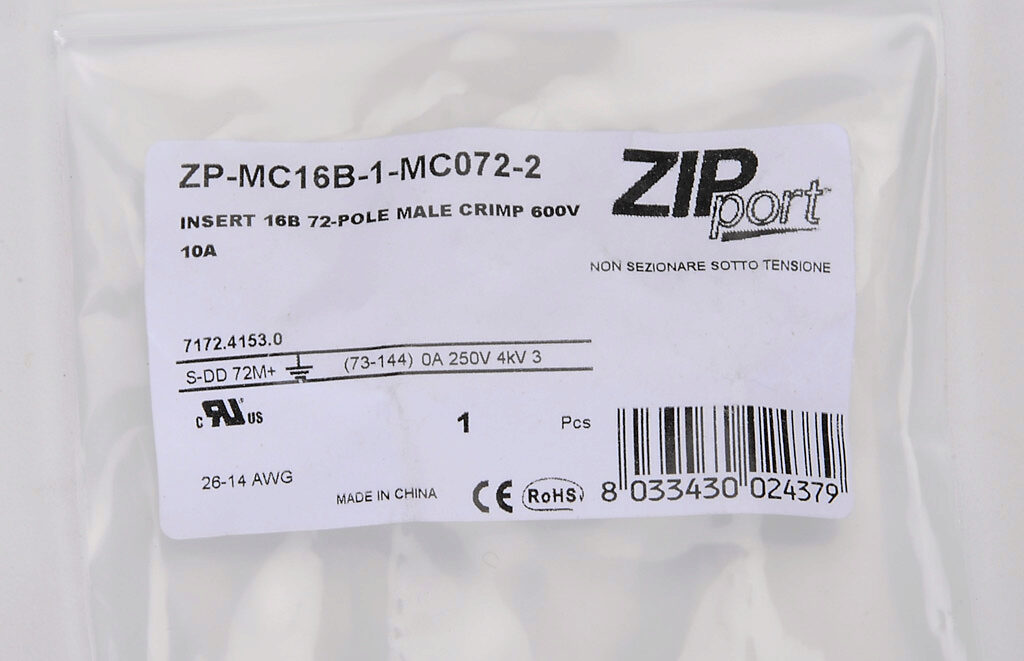 ZP-MC16B-1-MC072-2
INSERT 16B 72-POLE MALE CRIMP 600V
10A
ZIPport™
NON SEZIONARE SOTTO TENSIONE
7172.4153.0
S-DD 72M+ ⏚ (73-144) 0A 250V 4kV 3
c RU® US
1 Pcs
26-14 AWG
MADE IN CHINA
CE RoHS
8 033430 024379